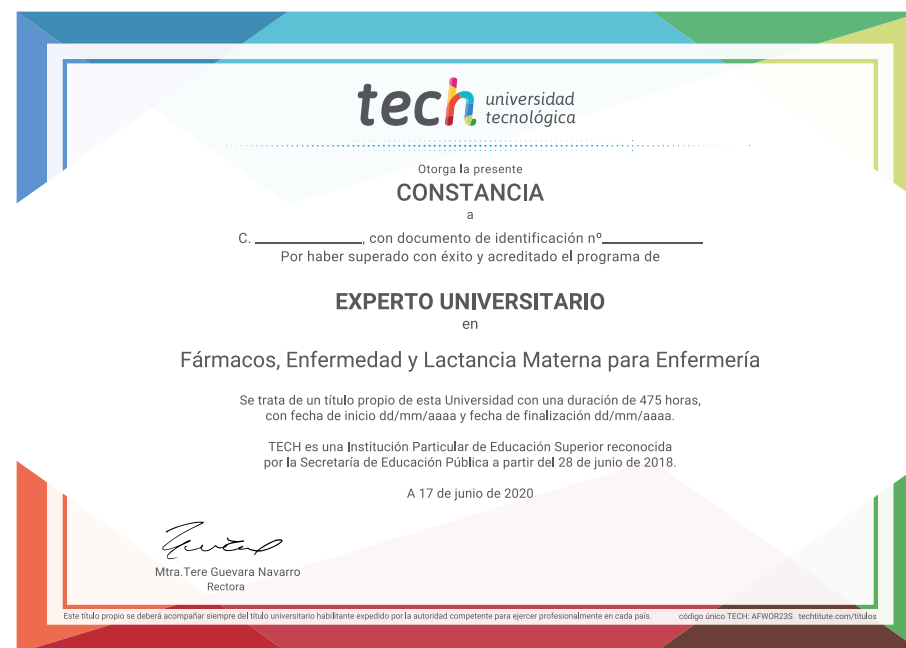 tech universidad
tecnológica
Otorga la presente
CONSTANCIA
a
C. ____________, con documento de identificación nº____________
Por haber superado con éxito y acreditado el programa de
EXPERTO UNIVERSITARIO
en
Fármacos, Enfermedad y Lactancia Materna para Enfermería
Se trata de un título propio de esta Universidad con una duración de 475 horas,
con fecha de inicio dd/mm/aaaa y fecha de finalización dd/mm/aaaa.
TECH es una Institución Particular de Educación Superior reconocida
por la Secretaría de Educación Pública a partir del 28 de junio de 2018.
A 17 de junio de 2020
Mtra.Tere Guevara Navarro
Rectora
Este título propio se deberá acompañar siempre del título universitario habilitante expedido por la autoridad competente para ejercer profesionalmente en cada país. código único TECH: AFWOR23S techtitute.com/titulos